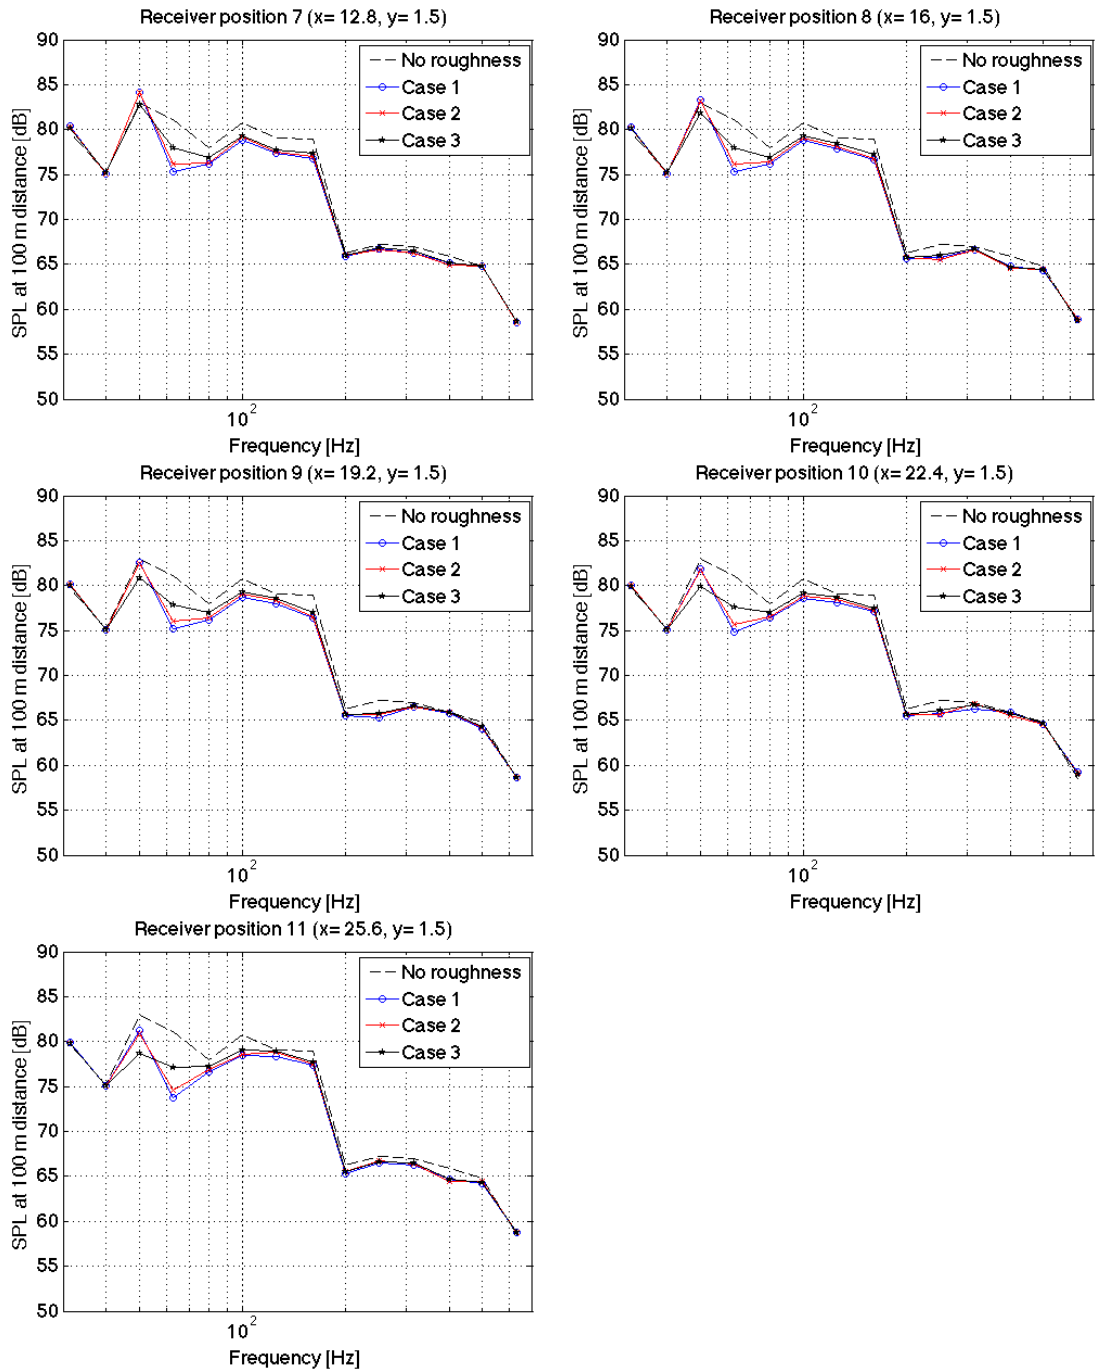 Receiver position 7 (x= 12.8, y= 1.5)
90
85
80
75
70
65
60
55
50
SPL at 100 m distance [dB]
No roughness
Case 1
Case 2
Case 3
10^2
Frequency [Hz]
Receiver position 8 (x= 16, y= 1.5)
90
85
80
75
70
65
60
55
50
SPL at 100 m distance [dB]
No roughness
Case 1
Case 2
Case 3
10^2
Frequency [Hz]
Receiver position 9 (x= 19.2, y= 1.5)
90
85
80
75
70
65
60
55
50
SPL at 100 m distance [dB]
No roughness
Case 1
Case 2
Case 3
10^2
Frequency [Hz]
Receiver position 10 (x= 22.4, y= 1.5)
90
85
80
75
70
65
60
55
50
SPL at 100 m distance [dB]
No roughness
Case 1
Case 2
Case 3
10^2
Frequency [Hz]
Receiver position 11 (x= 25.6, y= 1.5)
90
85
80
75
70
65
60
55
50
SPL at 100 m distance [dB]
No roughness
Case 1
Case 2
Case 3
10^2
Frequency [Hz]